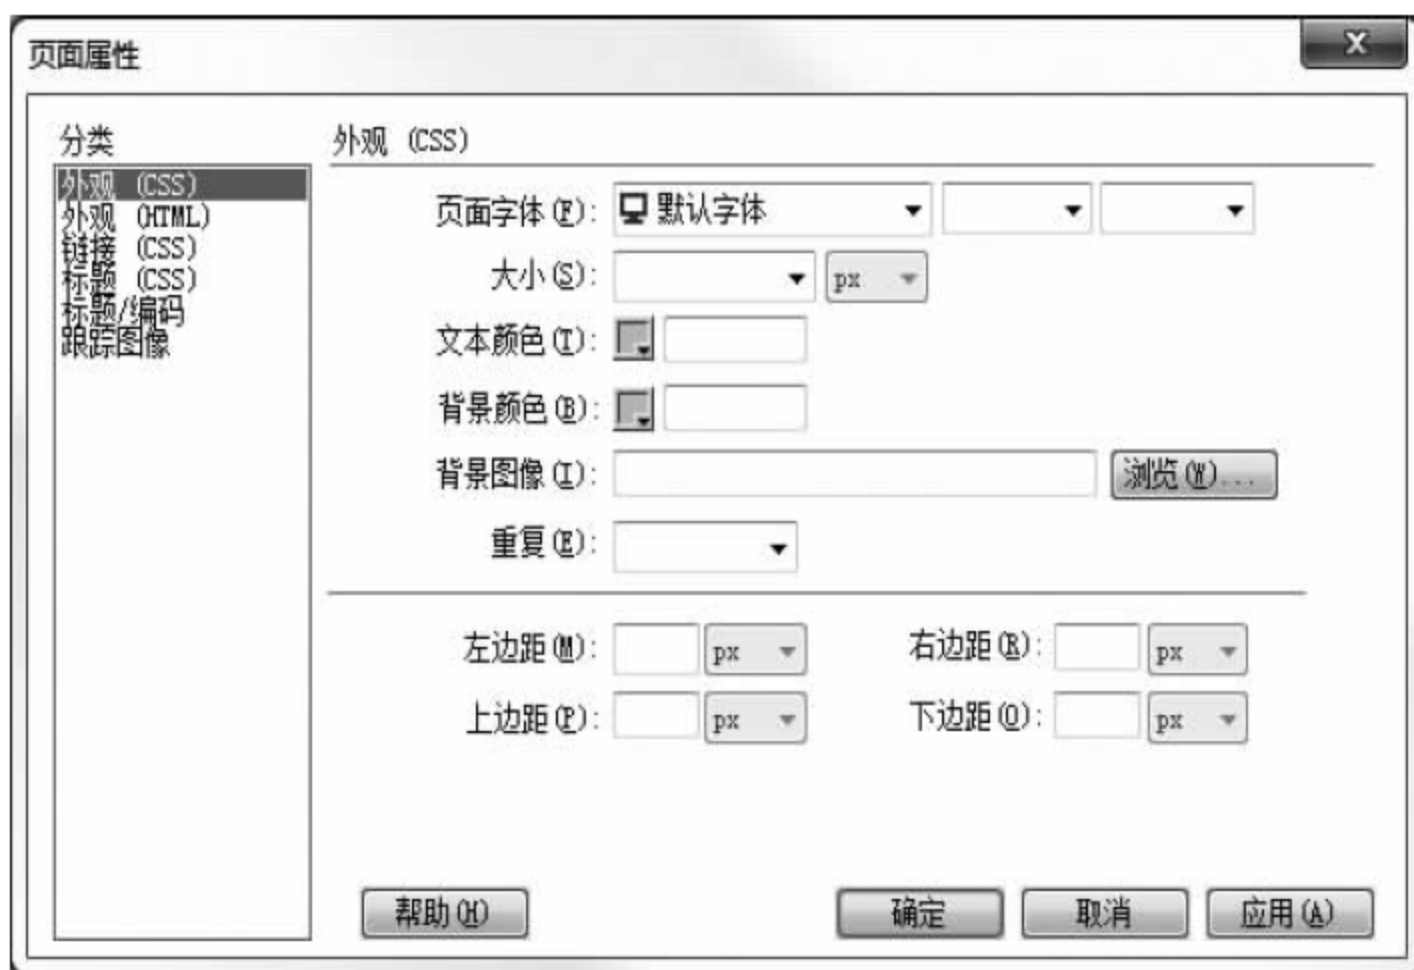 页面属性
X
分类
外观 (CSS)
外观 (HTML)
链接 (CSS)
标题 (CSS)
标题/编码
跟踪图像
外观 (CSS)
页面字体(F): 默认字体
大小(S): px
文本颜色(T):
背景颜色(B):
背景图像(I): 浏览(W)...
重复(E):
左边距(M): px 右边距(R): px
上边距(P): px 下边距(O): px
帮助(H) 确定 取消 应用(A)